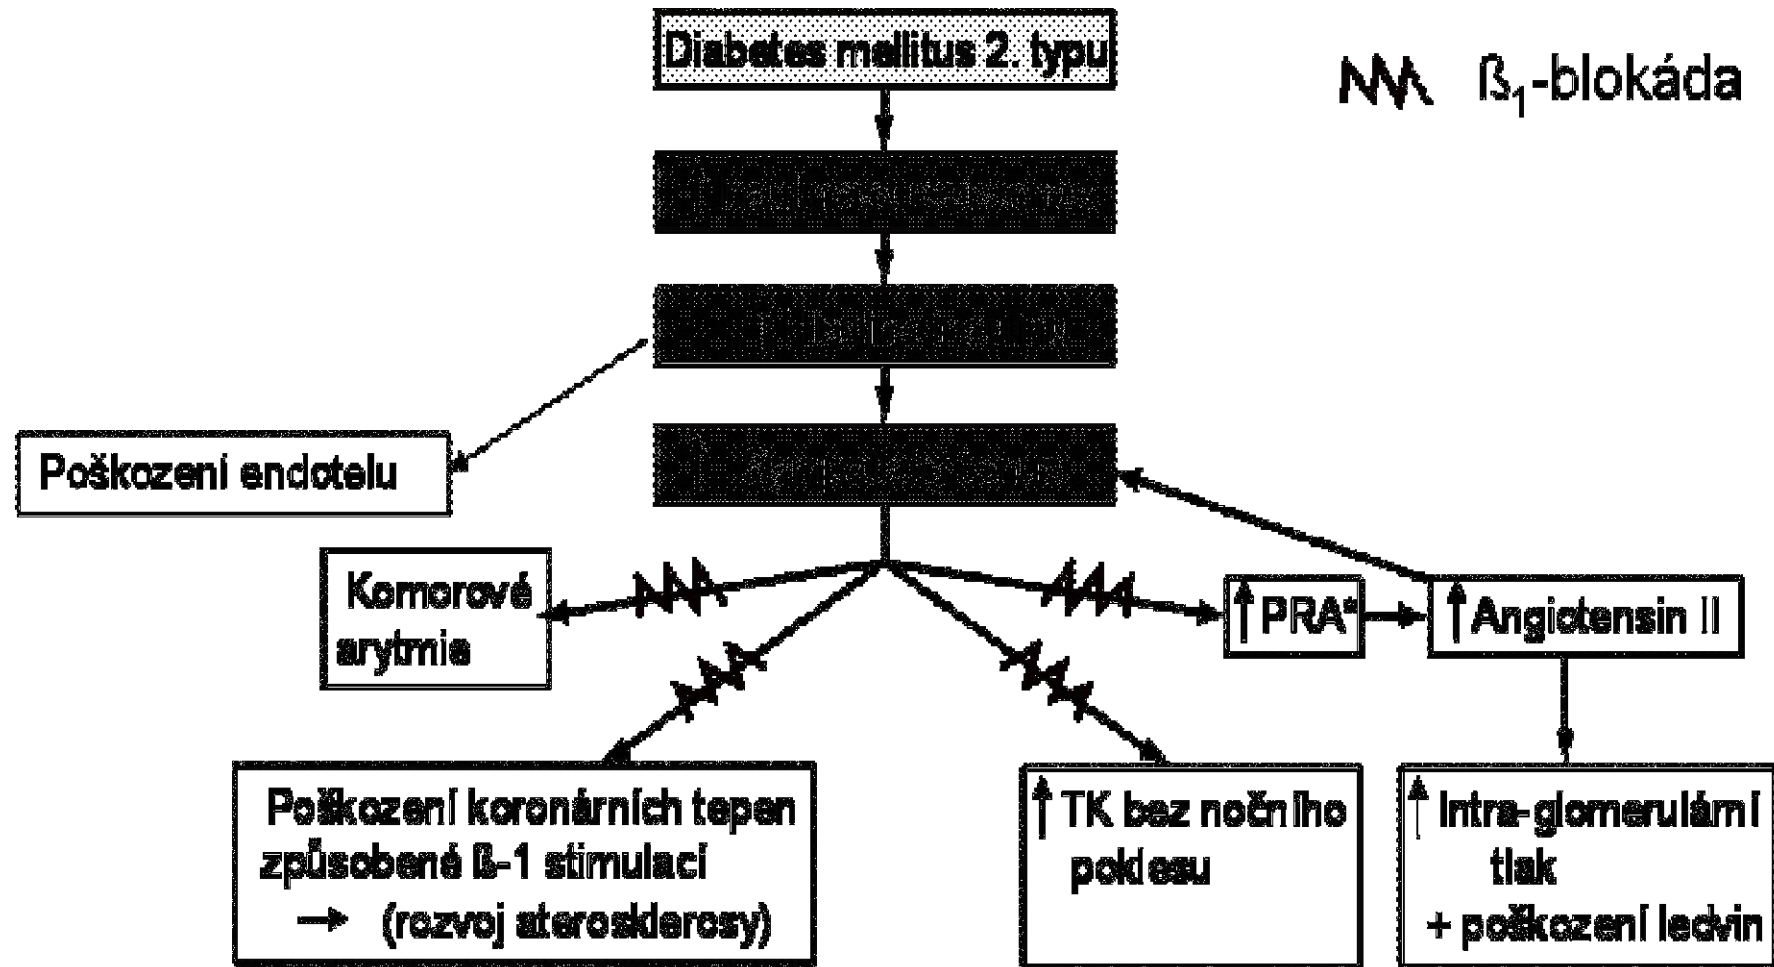 Diabetes mellitus 2. typu
ß₁-blokáda
Poškození endotelu
Komorové
arytmie
↑ PRA*
↑ Angiotensin II
Poškození koronárních tepen
způsobené ß-1 stimulací
→ (rozvoj aterosklerosy)
↑ TK bez nočního
poklesu
↑ Intra-glomerulární
tlak
+ poškození ledvin